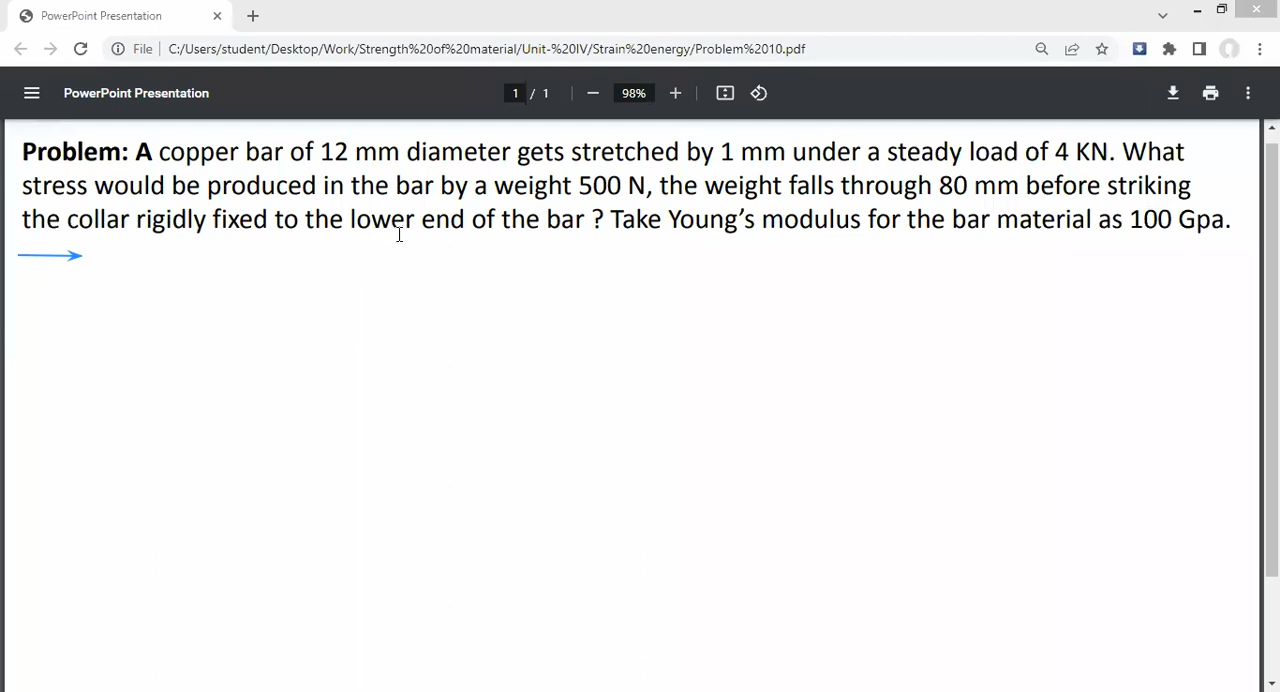 PowerPoint Presentation
File
C:/Users/student/Desktop/Work/Strength%20of%20material/Unit-%20IV/Strain%20energy/Problem%2010.pdf
PowerPoint Presentation
1 / 1
98%
Problem: A copper bar of 12 mm diameter gets stretched by 1 mm under a steady load of 4 KN. What
stress would be produced in the bar by a weight 500 N, the weight falls through 80 mm before striking
the collar rigidly fixed to the lower end of the bar ? Take Young’s modulus for the bar material as 100 Gpa.